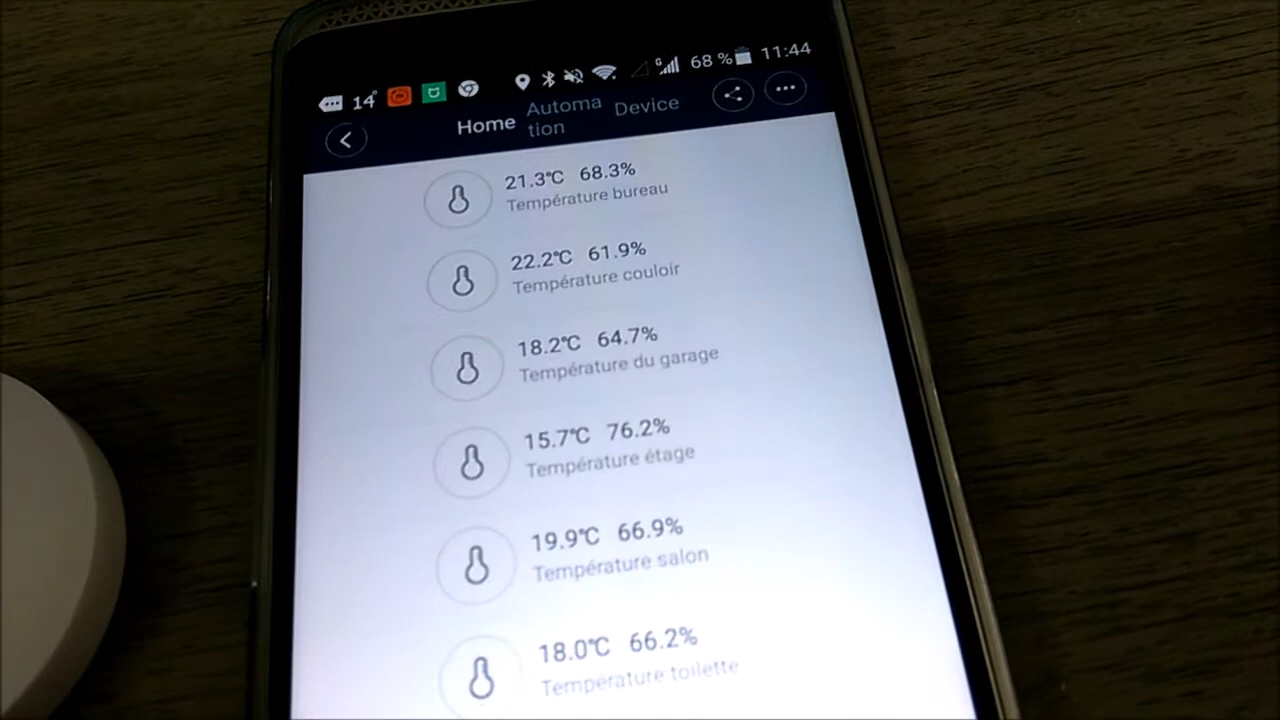 14° 68 % 11:44
Home Automa Device
tion
21.3℃ 68.3%
Température bureau
22.2℃ 61.9%
Température couloir
18.2℃ 64.7%
Température du garage
15.7℃ 76.2%
Température étage
19.9℃ 66.9%
Température salon
18.0℃ 66.2%
Température toilette